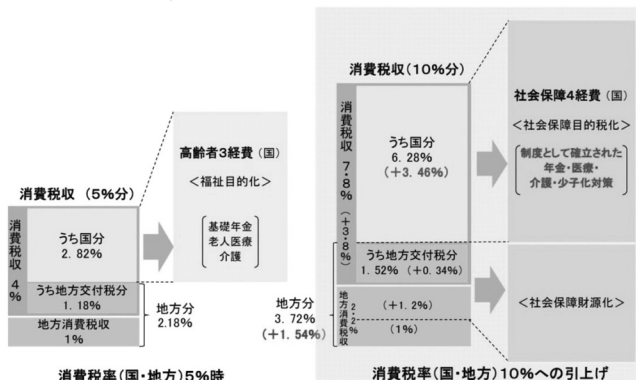 消費税収 (5%分)
消費税収 4%
うち国分
2.82%
うち地方交付税分
1.18%
地方消費税収
1%
高齢者3経費 (国)
<福祉目的化>
基礎年金
老人医療
介護
地方分
2.18%
消費税率(国・地方)5%時
消費税収(10%分)
消費税収 7.8% (+3.8%)
うち国分
6.28%
(+3.46%)
うち地方交付税分
1.52% (+0.34%)
地方分
3.72%
(+1.54%)
地方消費税収
2.2%
(+1.2%)
(1%)
社会保障4経費 (国)
<社会保障目的税化>
制度として確立された
年金・医療・
介護・少子化対策
<社会保障財源化>
消費税率(国・地方)10%への引上げ